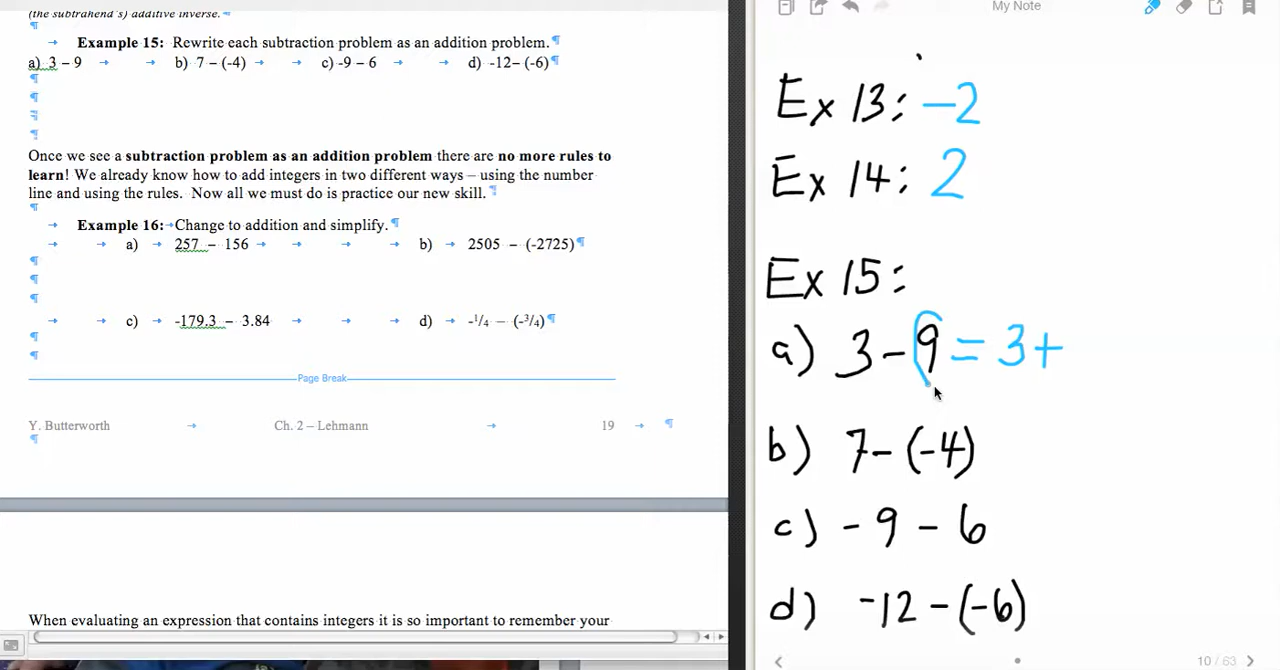 (the subtrahend's) additive inverse.
Example 15: Rewrite each subtraction problem as an addition problem.
a) 3 – 9 b) 7 – (-4) c) -9 – 6 d) -12– (-6)
Once we see a subtraction problem as an addition problem there are no more rules to
learn! We already know how to add integers in two different ways – using the number
line and using the rules. Now all we must do is practice our new skill.
Example 16: Change to addition and simplify.
a) 257 – 156 b) 2505 – (-2725)
c) -179.3 – 3.84 d) -1/4 – (-3/4)
Page Break
Y. Butterworth Ch. 2 – Lehmann 19
When evaluating an expression that contains integers it is so important to remember your
My Note
Ex 13: -2
Ex 14: 2
Ex 15:
a) 3 - 9 = 3 +
b) 7 - (-4)
c) - 9 - 6
d) -12 - (-6)
10 / 63